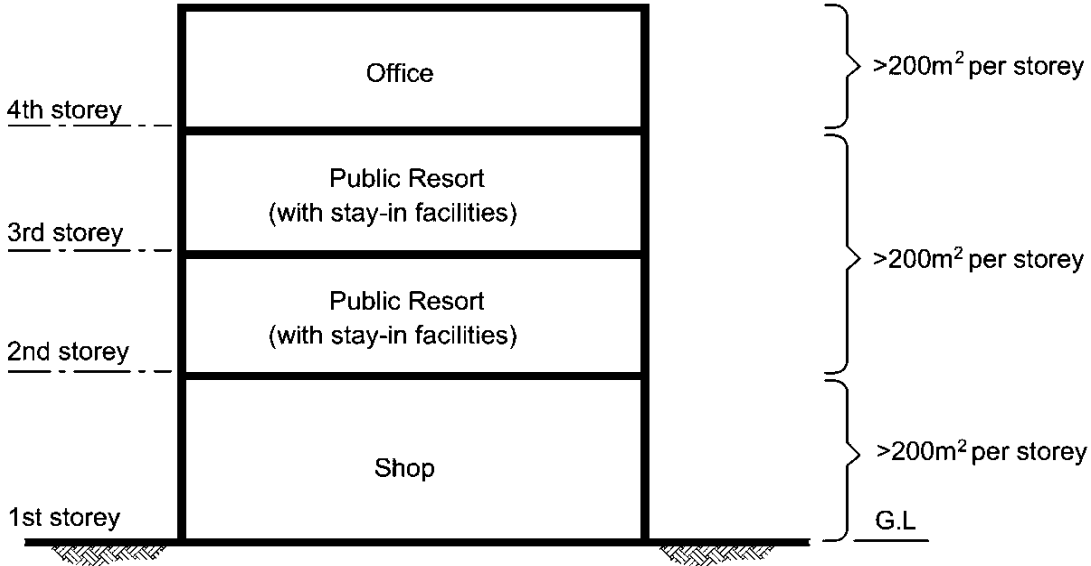 Office
>200m² per storey
4th storey
Public Resort
(with stay-in facilities)
3rd storey
>200m² per storey
Public Resort
(with stay-in facilities)
2nd storey
Shop
>200m² per storey
1st storey
G.L